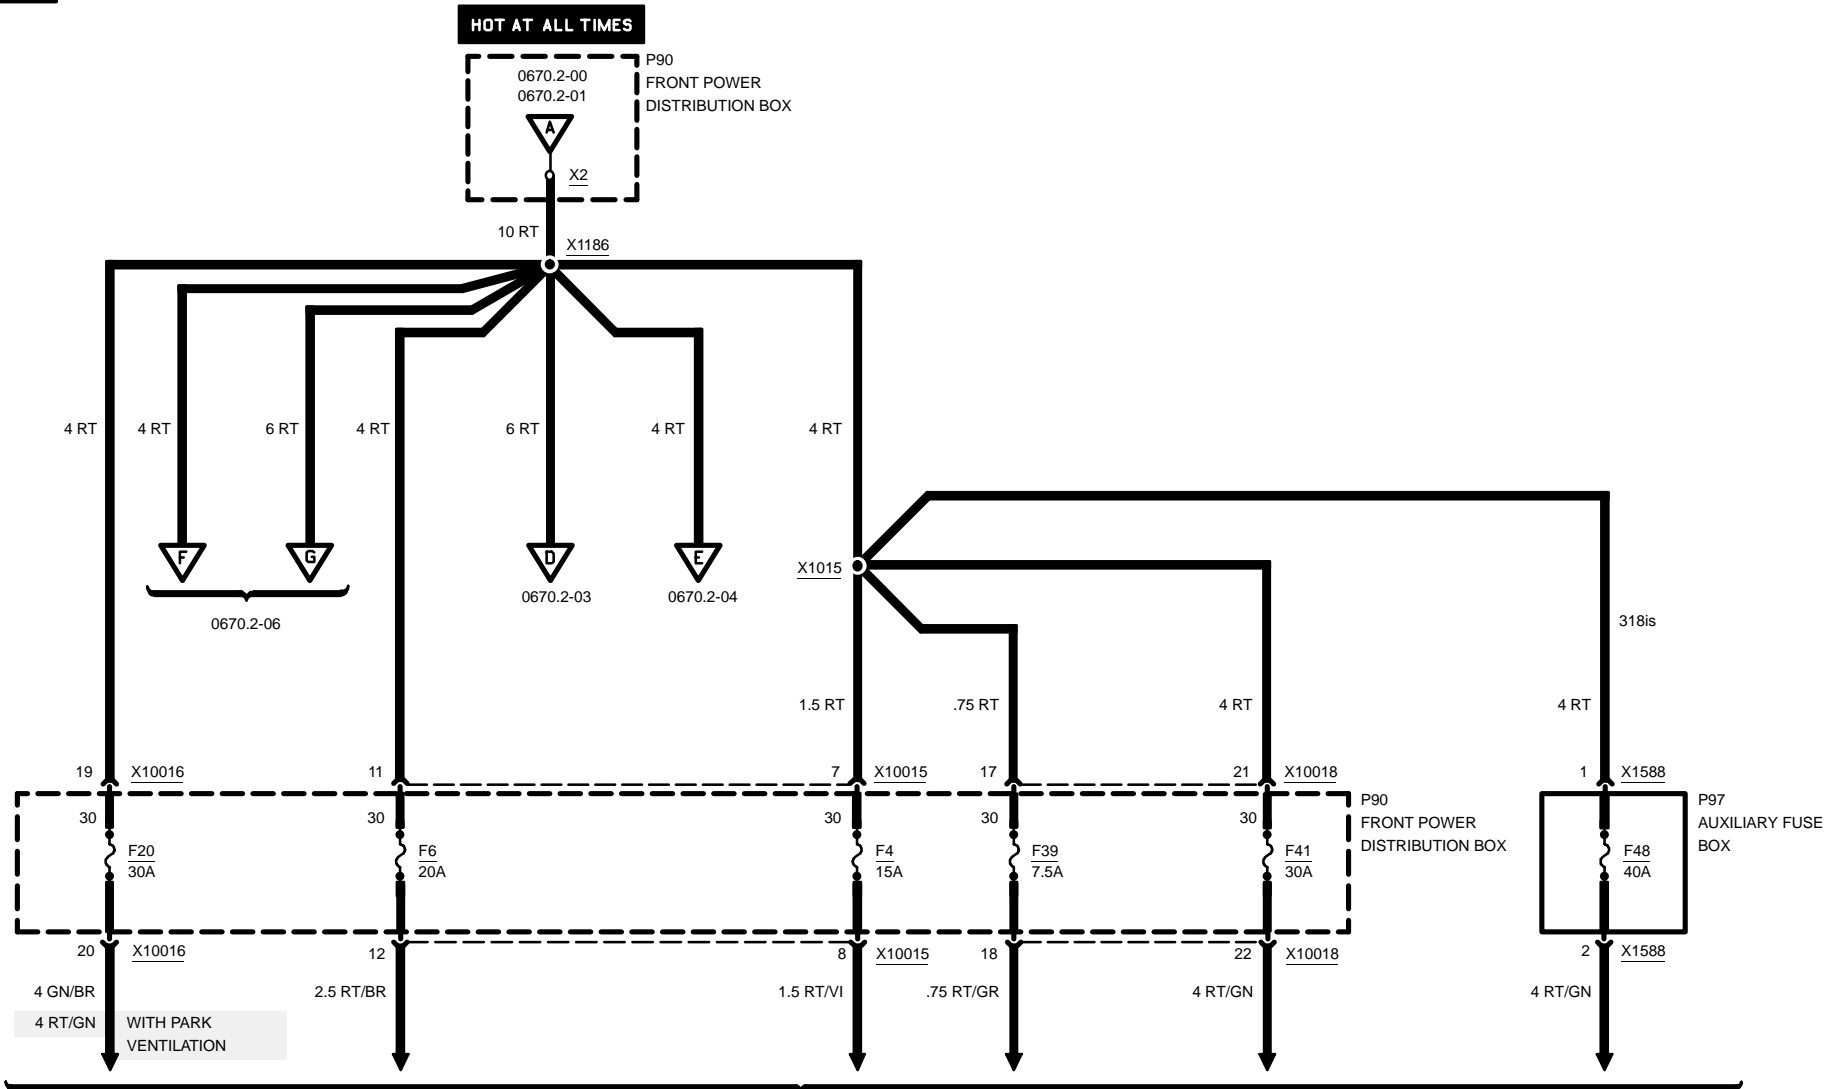 HOT AT ALL TIMES
P90
FRONT POWER
DISTRIBUTION BOX
0670.2-00
0670.2-01
A
X2
10 RT
X1186
4 RT
4 RT
6 RT
4 RT
6 RT
4 RT
4 RT
F
G
D
E
0670.2-06
0670.2-03
0670.2-04
X1015
318is
1.5 RT
.75 RT
4 RT
4 RT
19
X10016
11
7
X10015
17
21
X10018
1
X1588
30
30
30
30
30
F20
30A
F6
20A
F4
15A
F39
7.5A
F41
30A
P90
FRONT POWER
DISTRIBUTION BOX
F48
40A
P97
AUXILIARY FUSE
BOX
20
X10016
12
8
X10015
18
22
X10018
2
X1588
4 GN/BR
2.5 RT/BR
1.5 RT/VI
.75 RT/GR
4 RT/GN
4 RT/GN
4 RT/GN
WITH PARK
VENTILATION